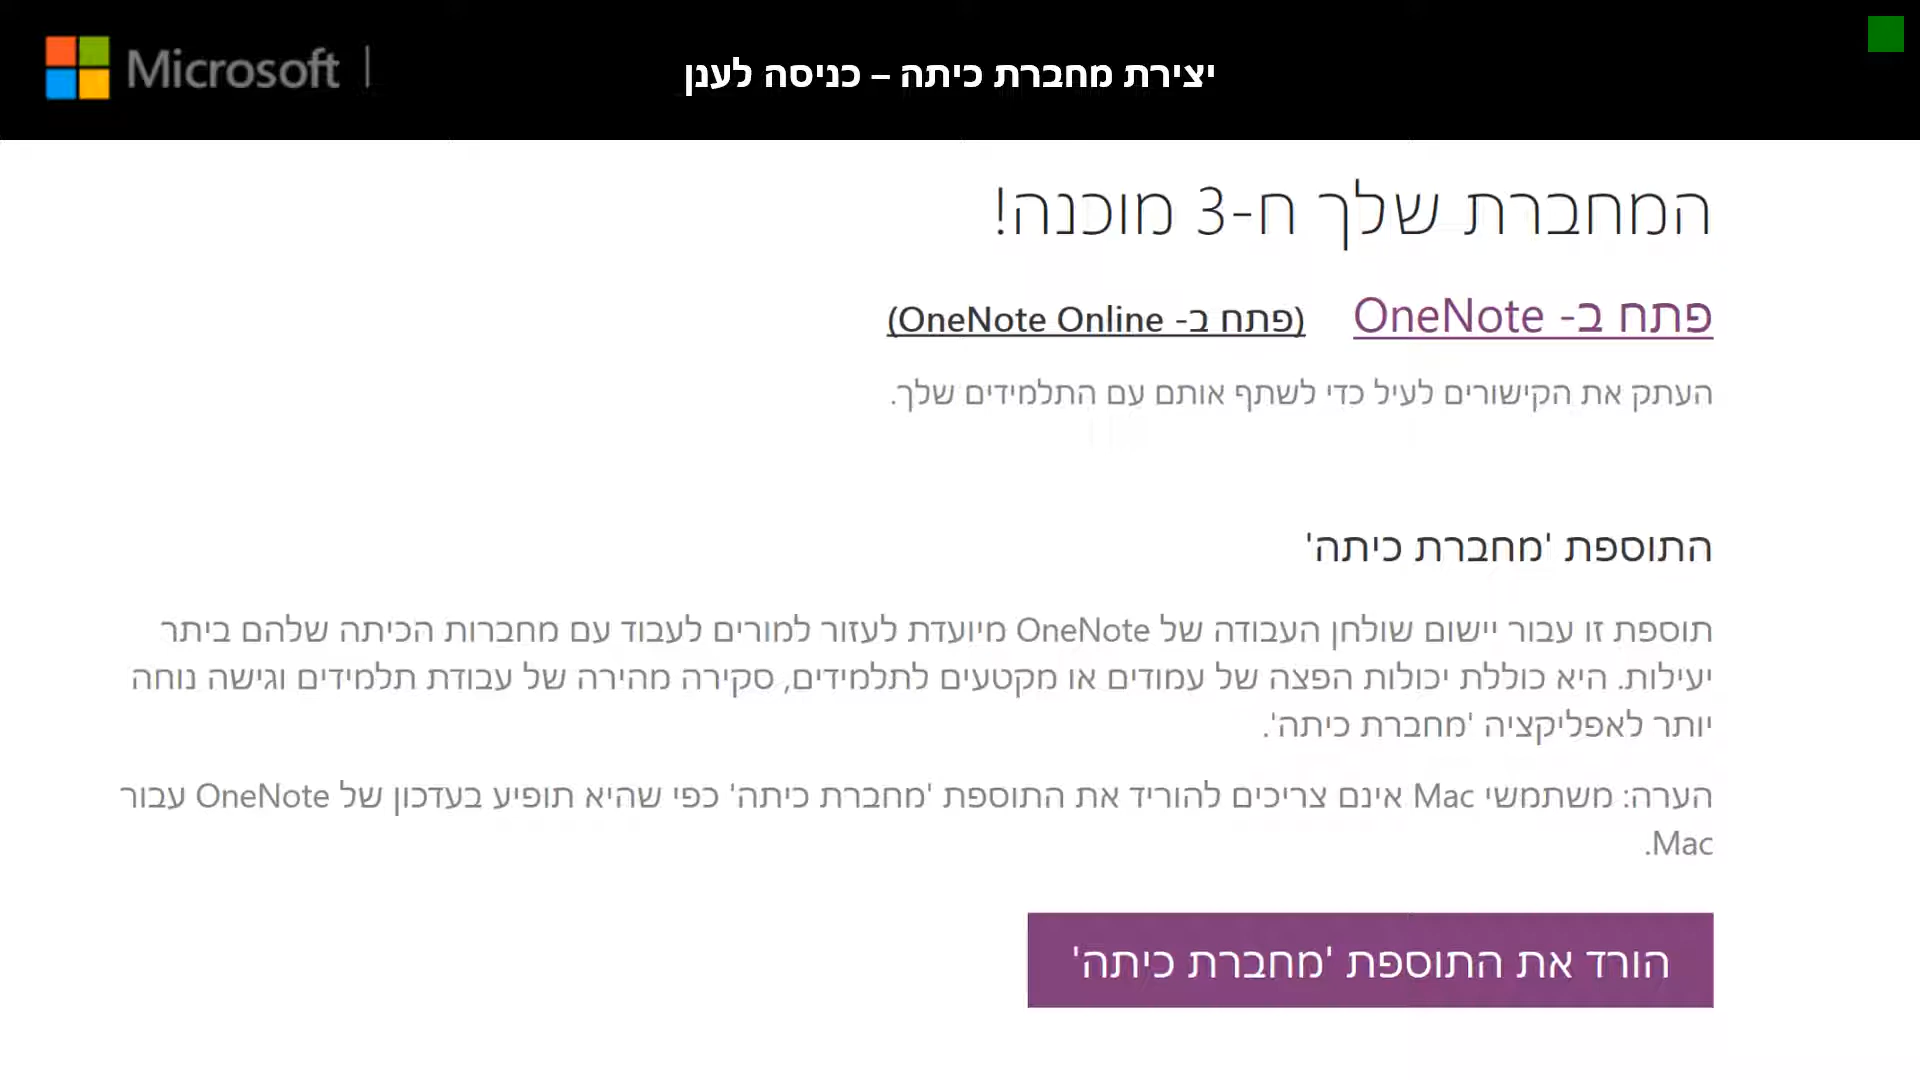 Microsoft
יצירת מחברת כיתה – כניסה לענן
המחברת שלך ח-3 מוכנה!
פתח ב- OneNote (פתח ב- OneNote Online)
העתק את הקישורים לעיל כדי לשתף אותם עם התלמידים שלך.
התוספת 'מחברת כיתה'
תוספת זו עבור יישום שולחן העבודה של OneNote מיועדת לעזור למורים לעבוד עם מחברות הכיתה שלהם ביתר
יעילות. היא כוללת יכולות הפצה של עמודים או מקטעים לתלמידים, סקירה מהירה של עבודת תלמידים וגישה נוחה
יותר לאפליקציה 'מחברת כיתה'.
הערה: משתמשי Mac אינם צריכים להוריד את התוספת 'מחברת כיתה' כפי שהיא תופיע בעדכון של OneNote עבור
Mac.
הורד את התוספת 'מחברת כיתה'